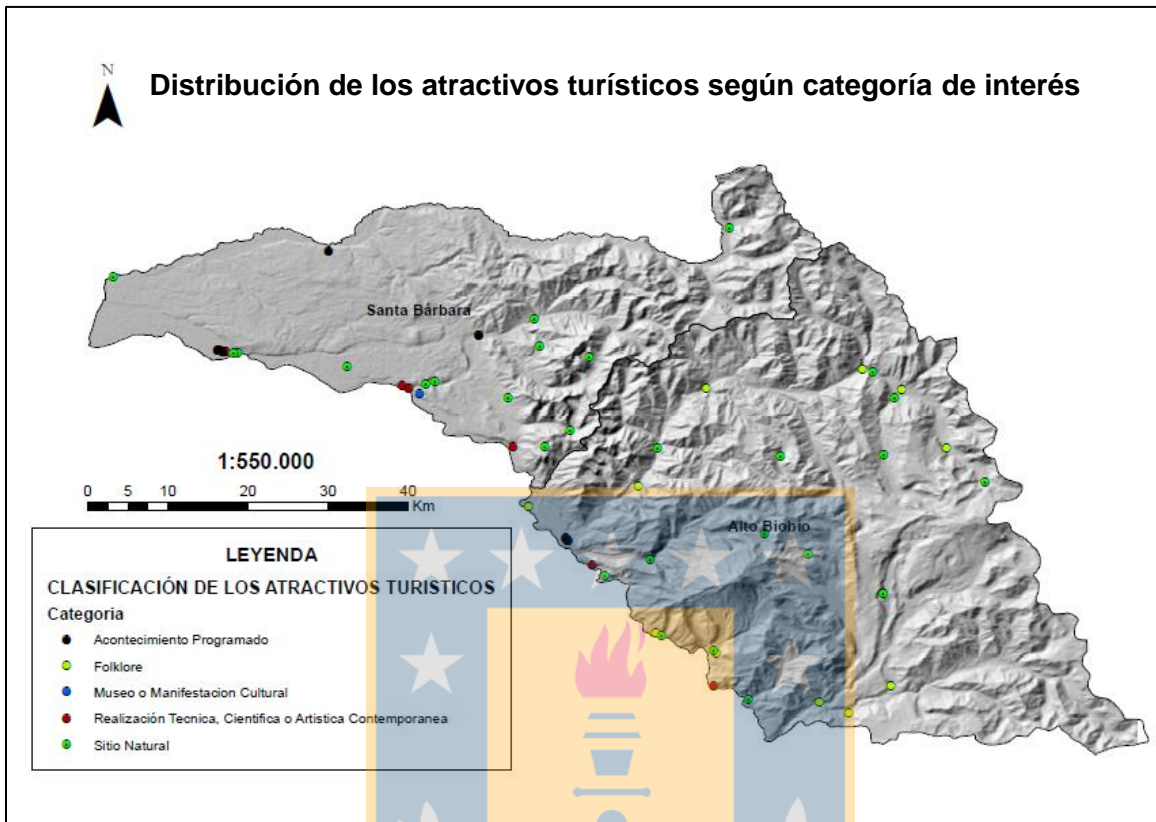 N
Distribución de los atractivos turísticos según categoría de interés
Santa Bárbara
1:550.000
0 5 10 20 30 40
Km
Alto Biobío
LEYENDA
CLASIFICACIÓN DE LOS ATRACTIVOS TURISTICOS
Categoria
Acontecimiento Programado
Folklore
Museo o Manifestacion Cultural
Realización Tecnica, Cientifica o Artistica Contemporanea
Sitio Natural